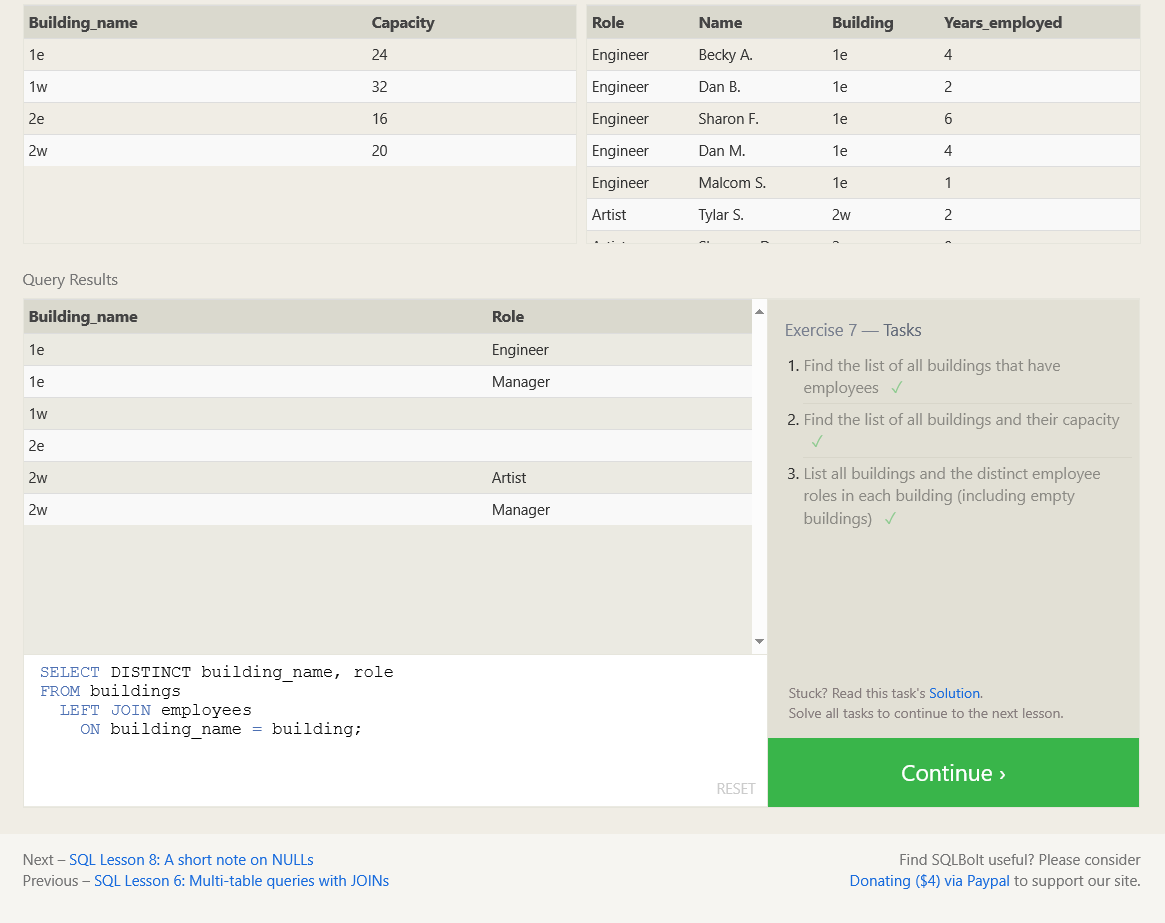 Building_name Capacity
1e 24
1w 32
2e 16
2w 20
Role Name Building Years_employed
Engineer Becky A. 1e 4
Engineer Dan B. 1e 2
Engineer Sharon F. 1e 6
Engineer Dan M. 1e 4
Engineer Malcom S. 1e 1
Artist Tylar S. 2w 2
Query Results
Building_name Role
1e Engineer
1e Manager
1w
2e
2w Artist
2w Manager
Exercise 7 — Tasks
1. Find the list of all buildings that have
employees ✓
2. Find the list of all buildings and their capacity
✓
3. List all buildings and the distinct employee
roles in each building (including empty
buildings) ✓
SELECT DISTINCT building_name, role
FROM buildings
LEFT JOIN employees
ON building_name = building;
RESET
Stuck? Read this task's Solution.
Solve all tasks to continue to the next lesson.
Continue ›
Next – SQL Lesson 8: A short note on NULLs
Previous – SQL Lesson 6: Multi-table queries with JOINs
Find SQLBolt useful? Please consider
Donating ($4) via Paypal to support our site.